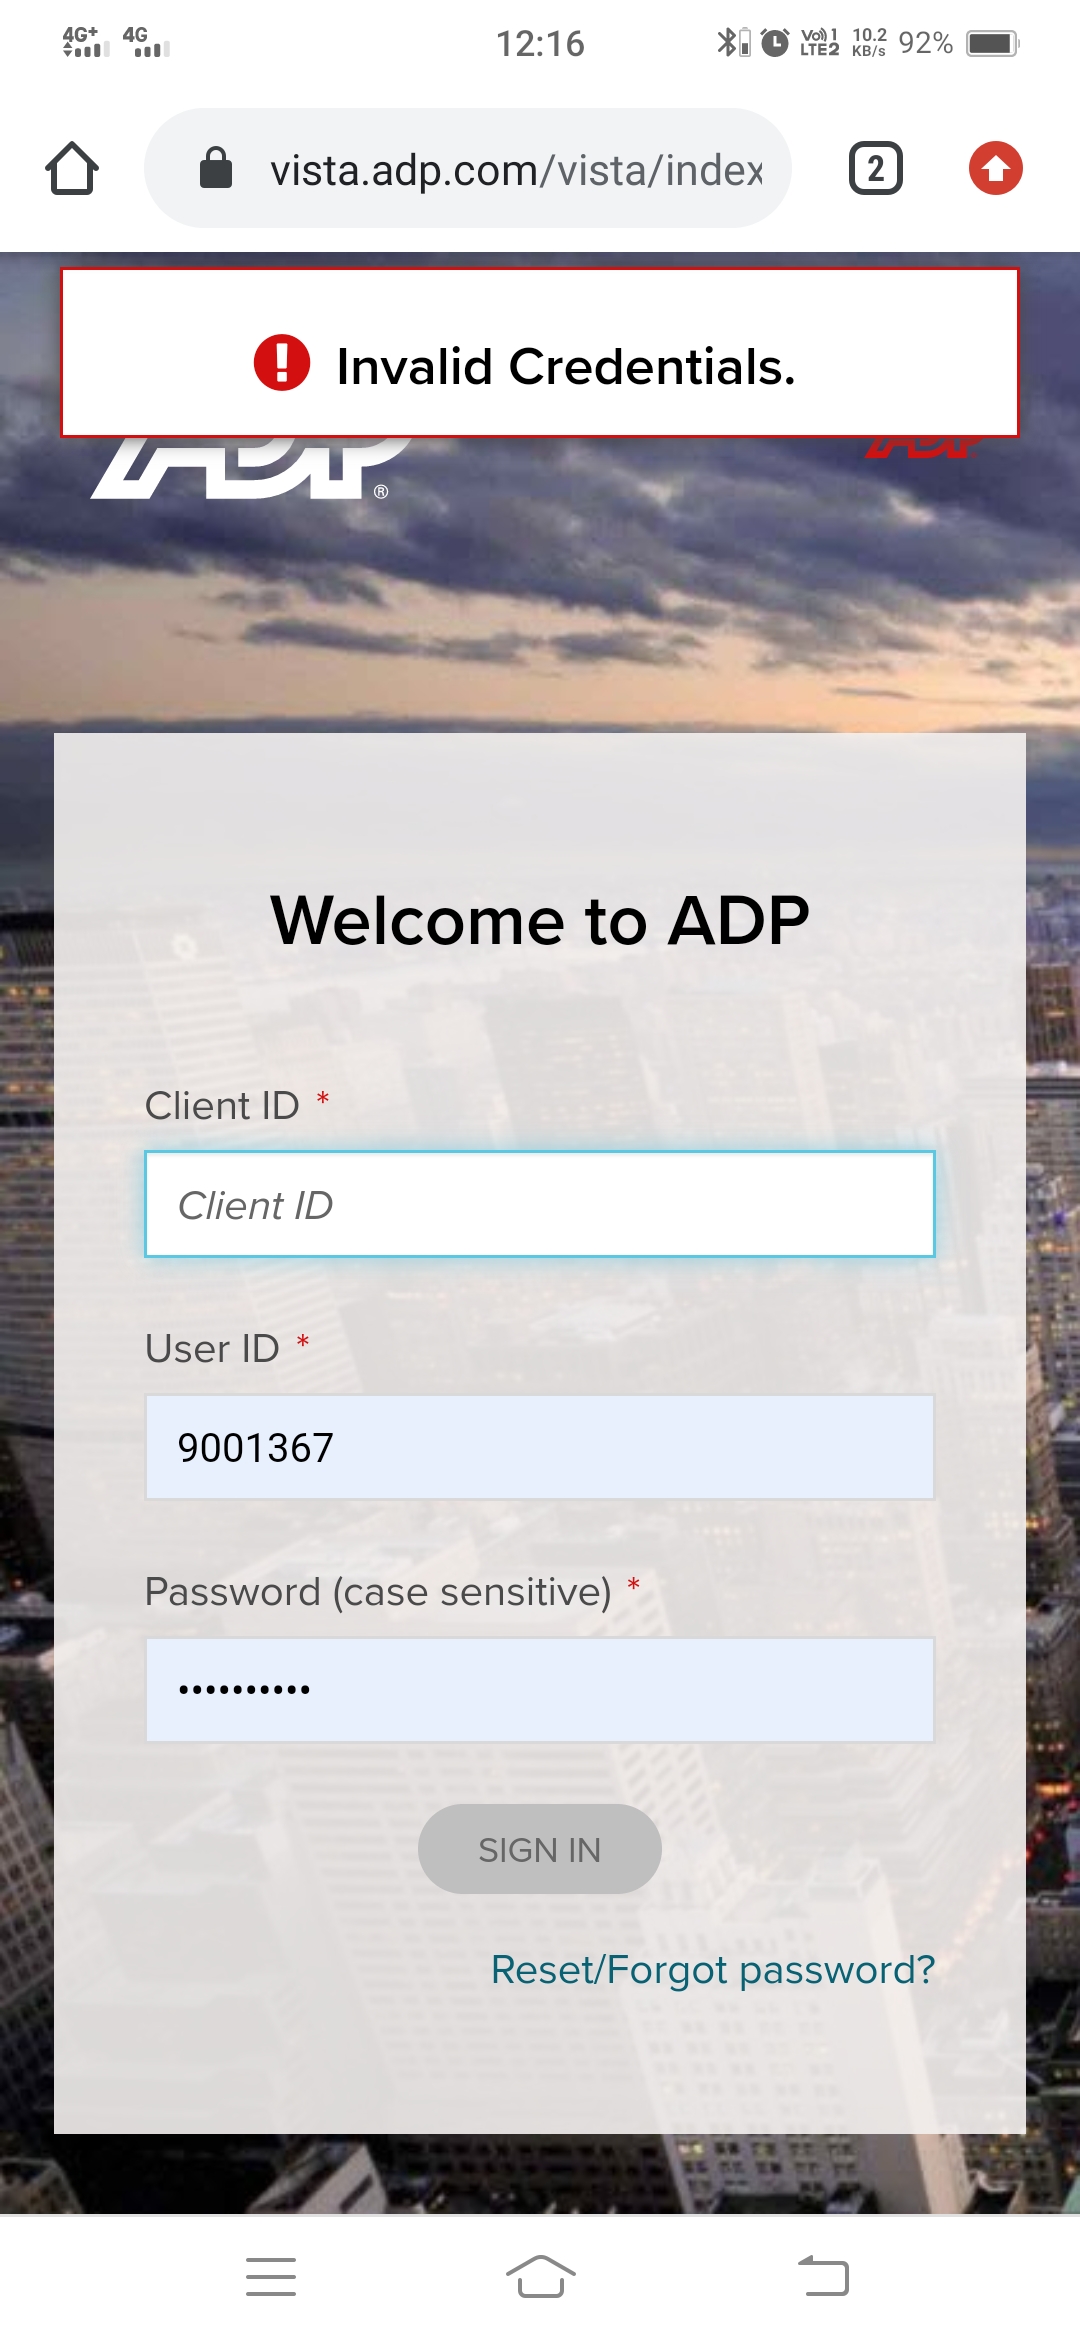 4G+ 4G 12:16 Vo)) 1 LTE2 10.2 KB/s 92%
vista.adp.com/vista/index
2
Invalid Credentials.
ADP®
ADP
Welcome to ADP
Client ID *
Client ID
User ID *
9001367
Password (case sensitive) *
••••••••••
SIGN IN
Reset/Forgot password?